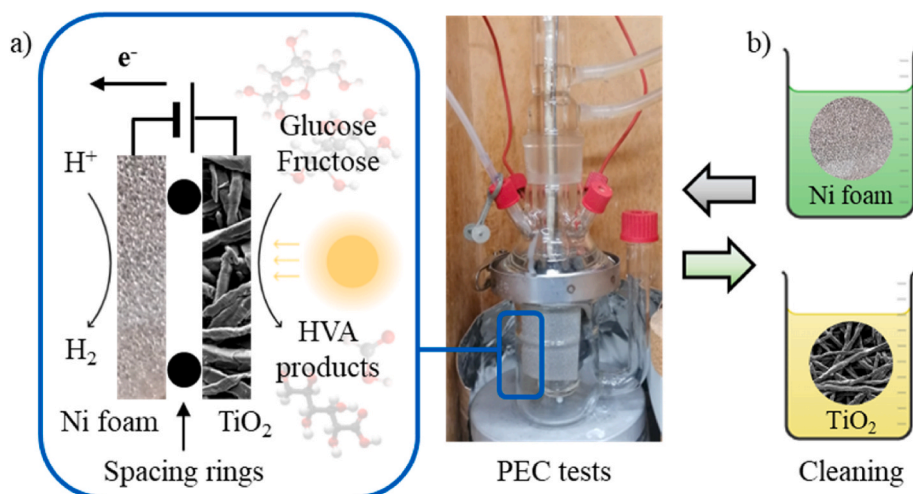 a)
e⁻
Glucose
Fructose
H⁺
H₂
HVA
products
Ni foam
TiO₂
Spacing rings
PEC tests
b)
Ni foam
TiO₂
Cleaning